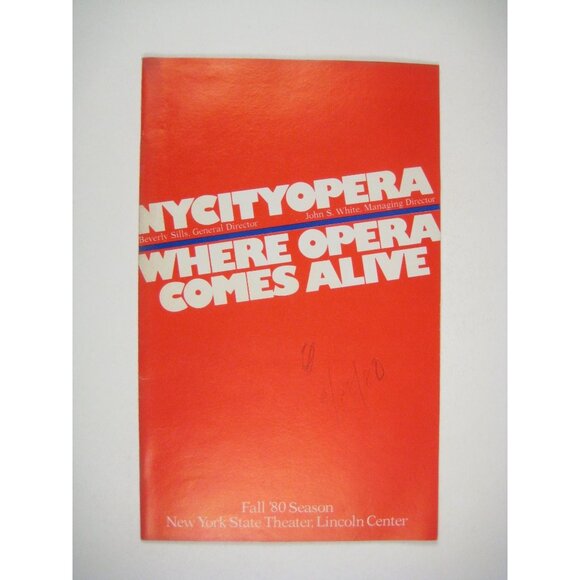 NYCITYOPERA
Beverly Sills, General Director John S. White, Managing Director
WHERE OPERA
COMES ALIVE
Fall '80 Season
New York State Theater, Lincoln Center